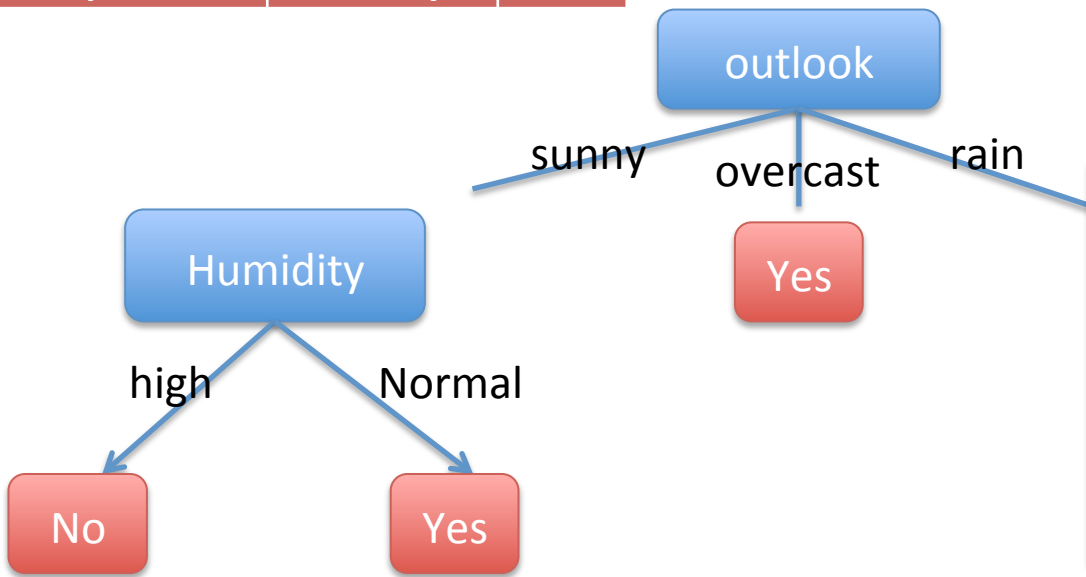 outlook
sunny
overcast
rain
Humidity
Yes
high
Normal
No
Yes